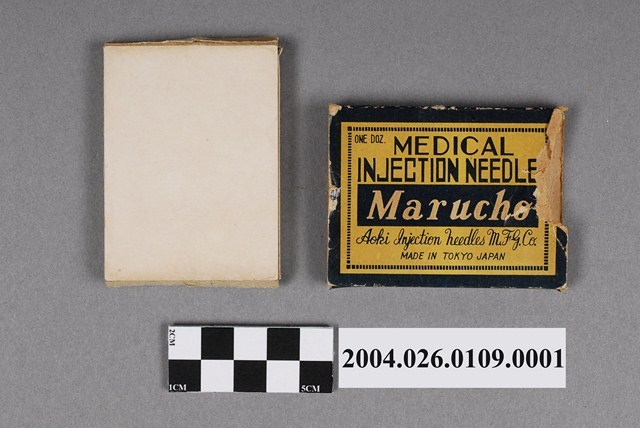 ONE DOZ.
MEDICAL
INJECTION NEEDLE
Marucho
Aoki Injection Needles M.F'g. Co.
MADE IN TOKYO JAPAN
2CM
1CM
5CM
2004.026.0109.0001